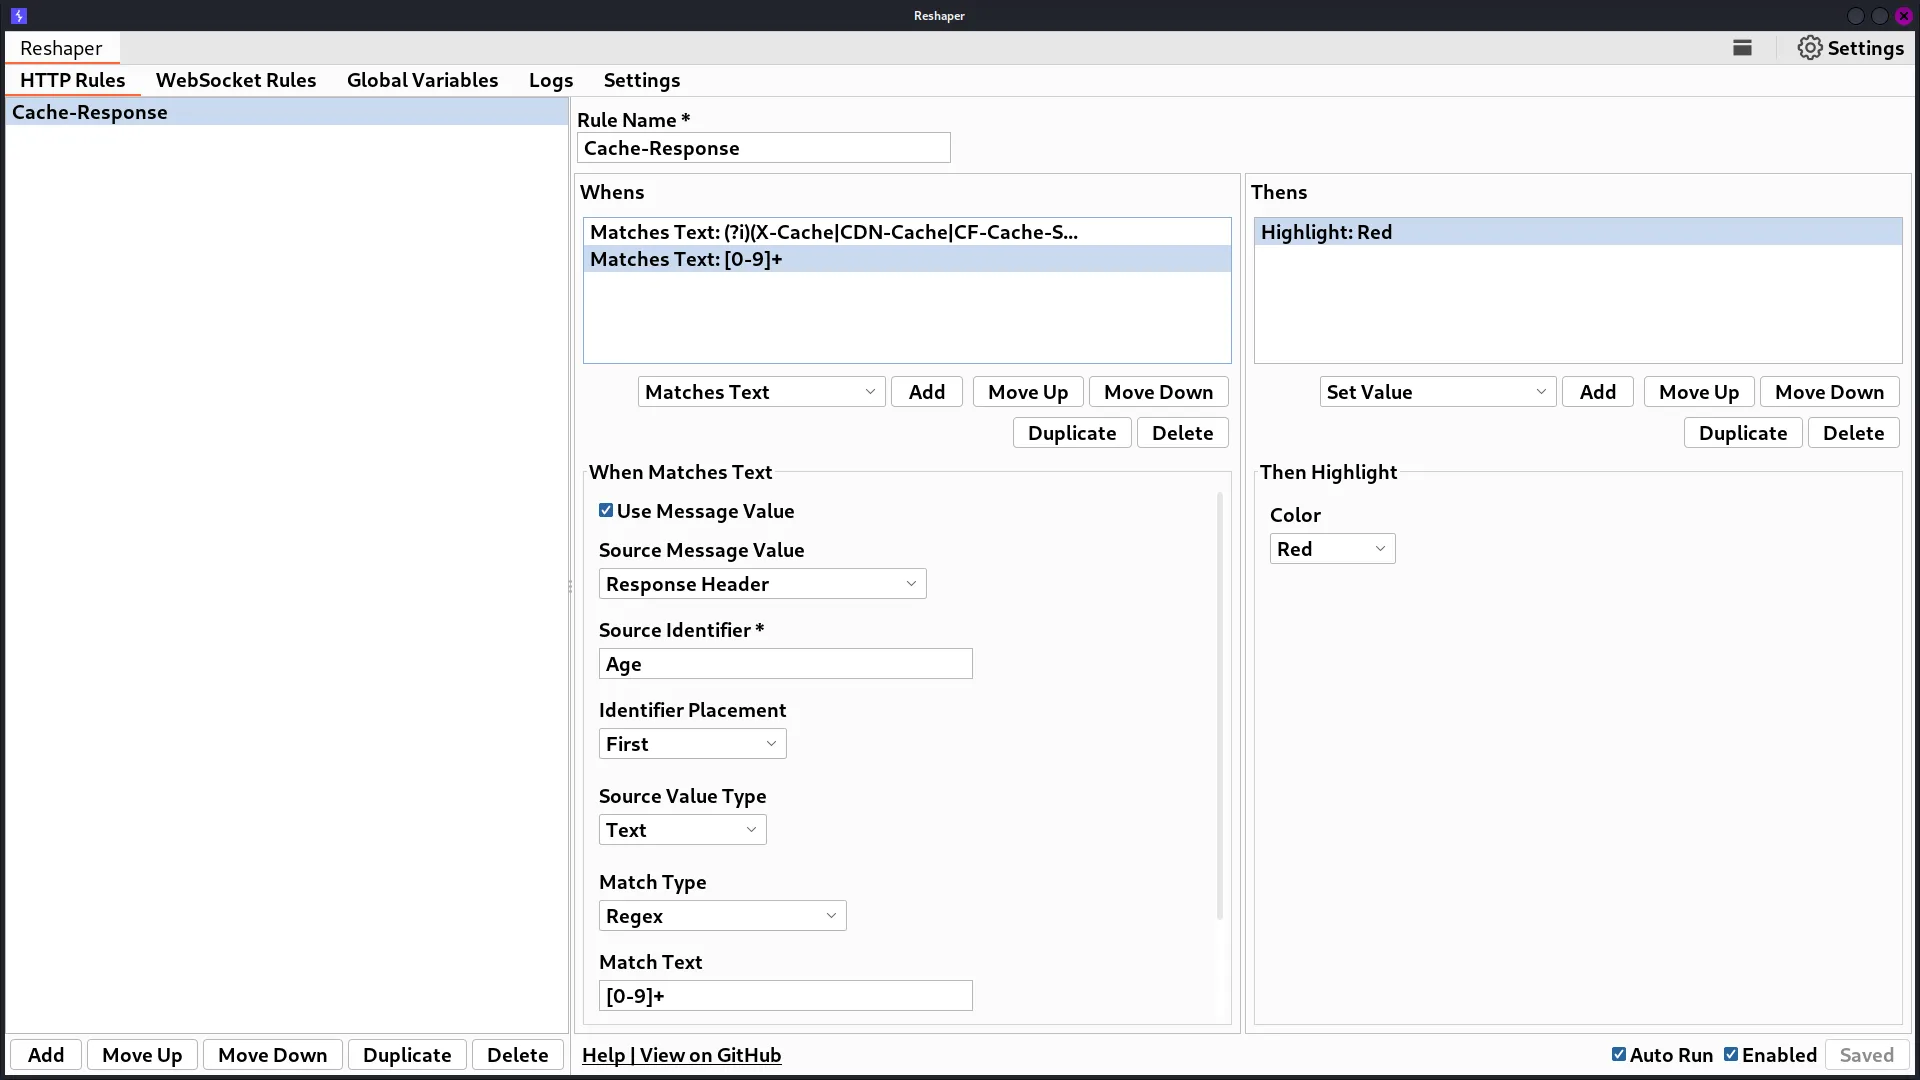 Reshaper
Reshaper
Settings
HTTP Rules
WebSocket Rules
Global Variables
Logs
Settings
Cache-Response
Rule Name *
Cache-Response
Whens
Matches Text: (?i)(X-Cache|CDN-Cache|CF-Cache-S...
Matches Text: [0-9]+
Matches Text
Add
Move Up
Move Down
Duplicate
Delete
When Matches Text
Use Message Value
Source Message Value
Response Header
Source Identifier *
Age
Identifier Placement
First
Source Value Type
Text
Match Type
Regex
Match Text
[0-9]+
Thens
Highlight: Red
Set Value
Add
Move Up
Move Down
Duplicate
Delete
Then Highlight
Color
Red
Add
Move Up
Move Down
Duplicate
Delete
Help | View on GitHub
Auto Run
Enabled
Saved